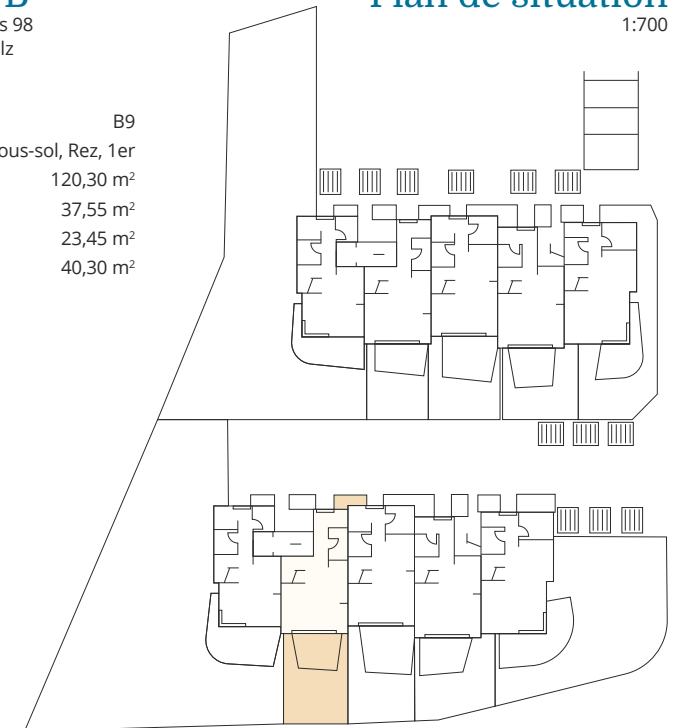 B
Plan de situation
s 98
1:700
lz
B9
ous-sol, Rez, 1er
120,30 m²
37,55 m²
23,45 m²
40,30 m²